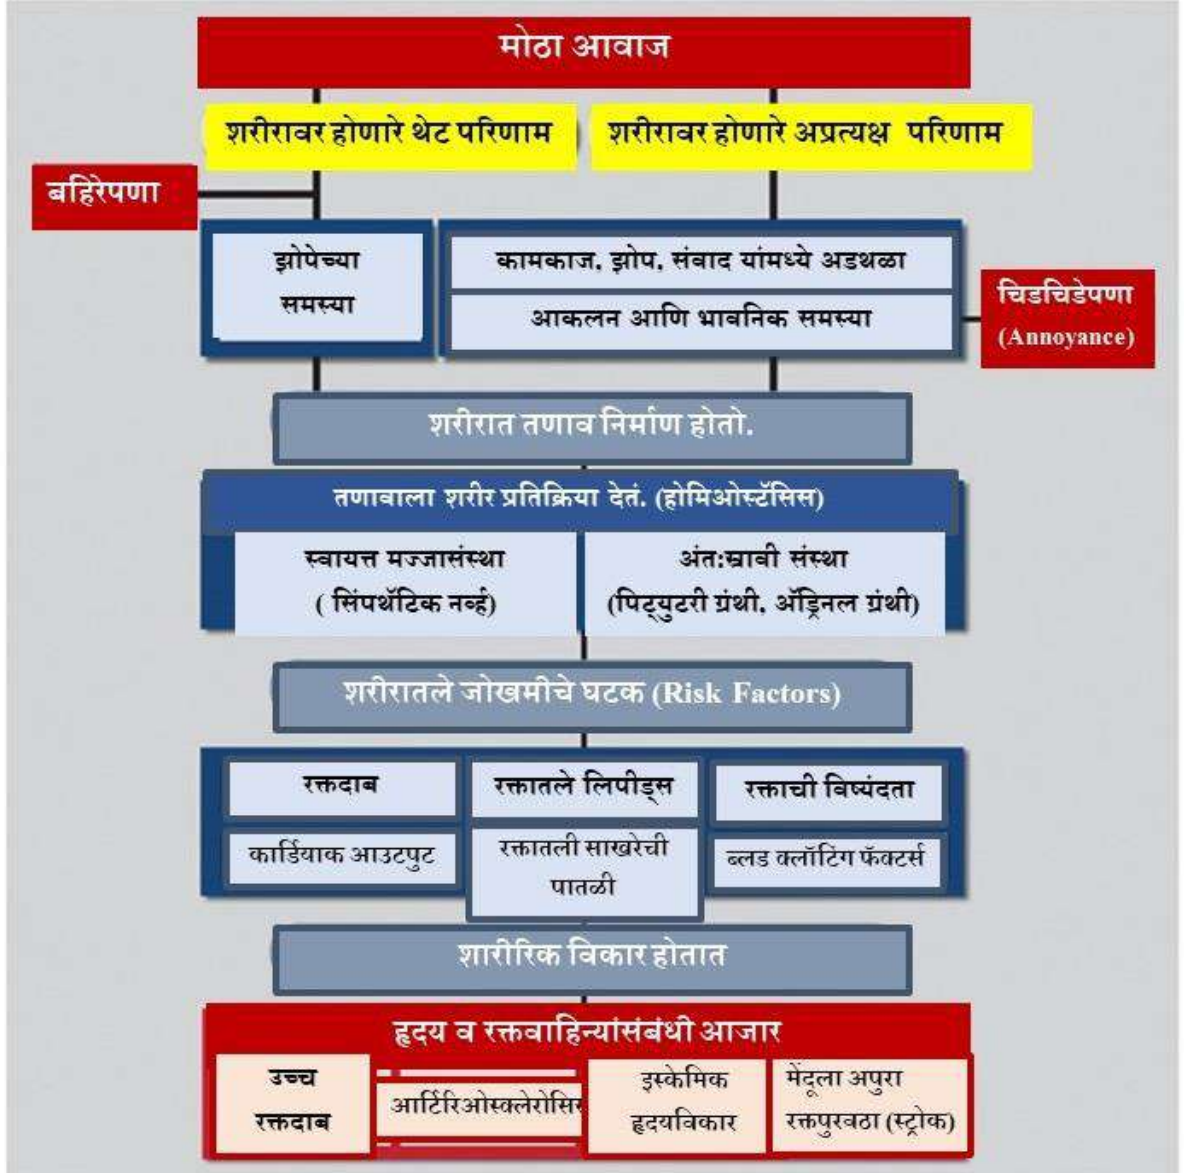 मोठा आवाज
शरीरावर होणारे थेट परिणाम
शरीरावर होणारे अप्रत्यक्ष परिणाम
बहिरेपणा
झोपेच्या
समस्या
कामकाज, झोप, संवाद यांमध्ये अडथळा
आकलन आणि भावनिक समस्या
चिडचिडेपणा
(Annoyance)
शरीरात तणाव निर्माण होतो.
तणावाला शरीर प्रतिक्रिया देतं. (होमिओस्टॅसिस)
स्वायत्त मज्जासंस्था
( सिंपथॅटिक नर्व्ह)
अंत:स्रावी संस्था
(पिट्युटरी ग्रंथी, अ‍ॅड्रिनल ग्रंथी)
शरीरातले जोखमीचे घटक (Risk Factors)
रक्तदाब
रक्तातले लिपीड्स
रक्ताची विष्यंदता
कार्डियाक आउटपुट
रक्तातली साखरेची
पातळी
ब्लड क्लॉटिंग फॅक्टर्स
शारीरिक विकार होतात
हृदय व रक्तवाहिन्यांसंबंधी आजार
उच्च
रक्तदाब
आर्टिरिओस्क्लेरोसिस
इस्केमिक
हृदयविकार
मेंदूला अपुरा
रक्तपुरवठा (स्ट्रोक)